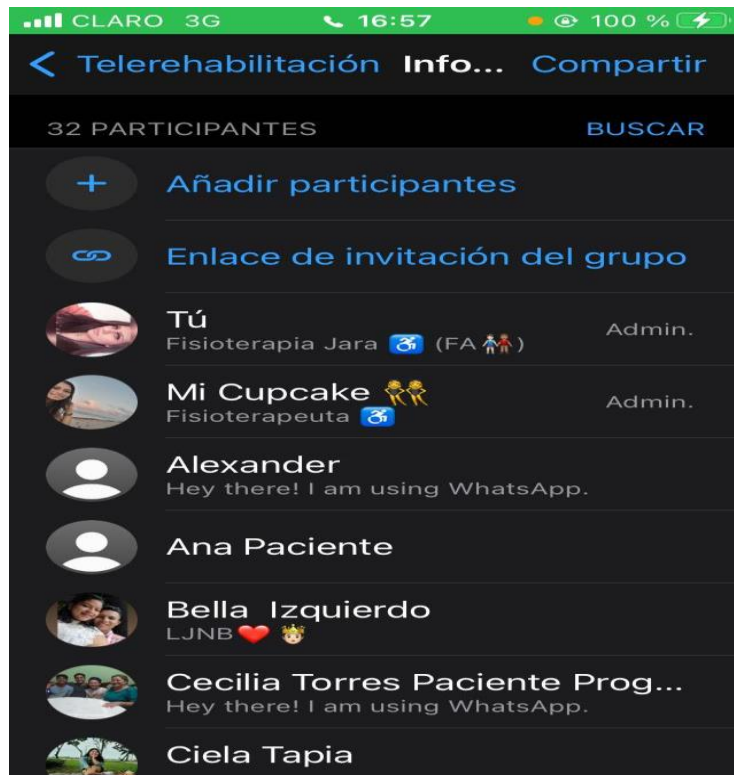 CLARO 3G 16:57 100 %
Telerehabilitación Info... Compartir
32 PARTICIPANTES BUSCAR
Añadir participantes
Enlace de invitación del grupo
Tú
Fisioterapia Jara ♿ (FA 👭) Admin.
Mi Cupcake 👯
Fisioterapeuta ♿ Admin.
Alexander
Hey there! I am using WhatsApp.
Ana Paciente
Bella Izquierdo
LJNB❤️ 🤴🏻
Cecilia Torres Paciente Prog...
Hey there! I am using WhatsApp.
Ciela Tapia